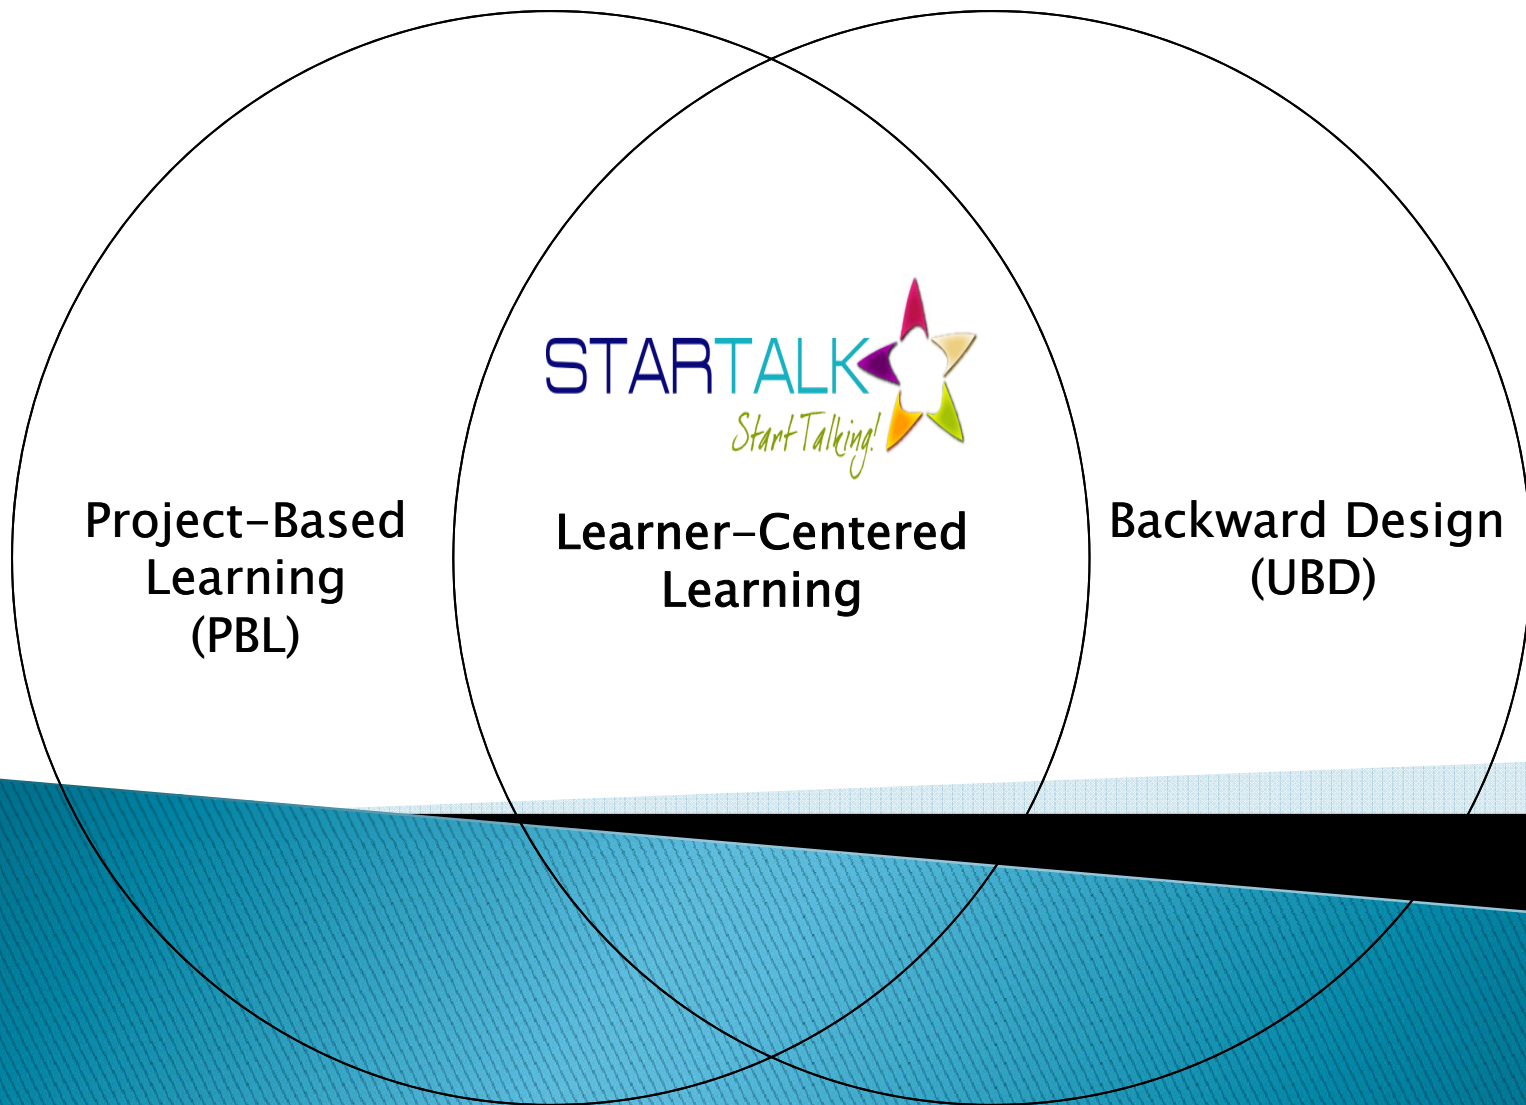 STARTALK
Start Talking!
Project-Based
Learning
(PBL)
Learner-Centered
Learning
Backward Design
(UBD)